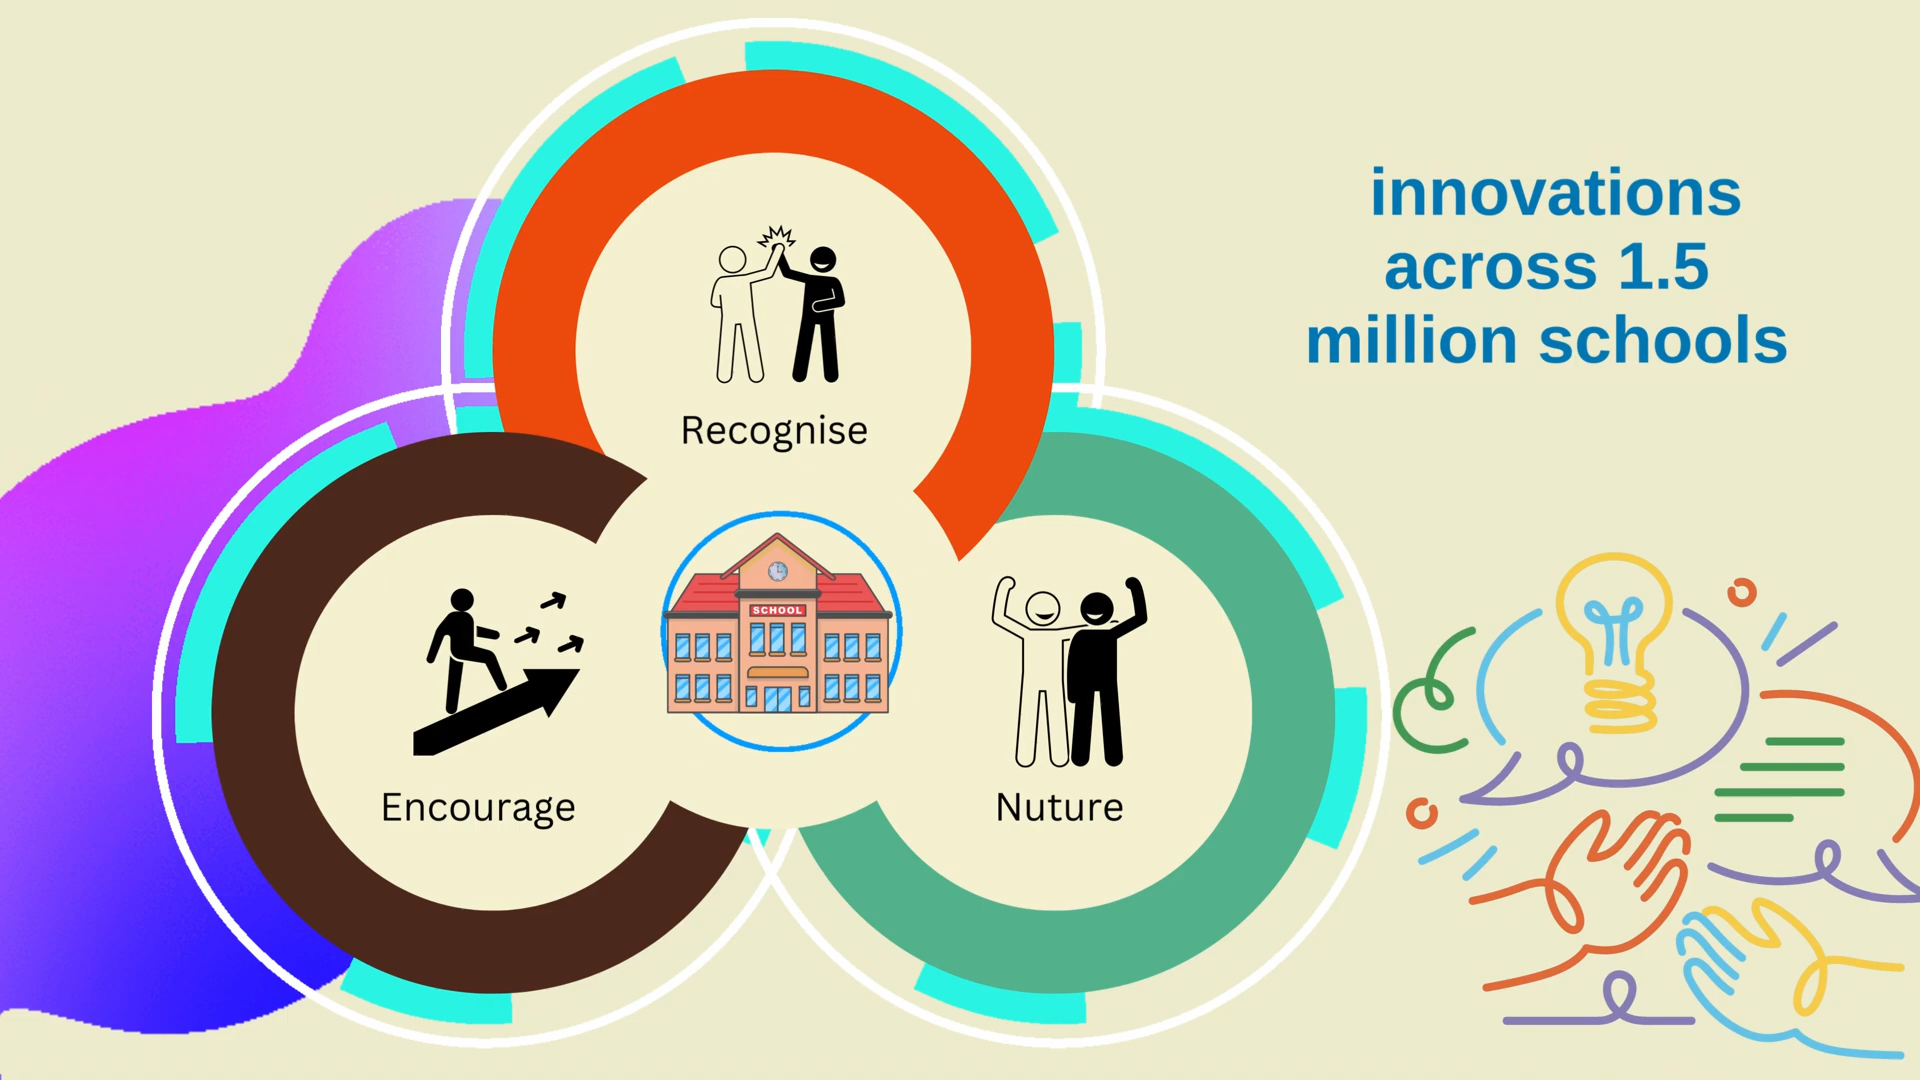 innovations
across 1.5
million schools
Recognise
SCHOOL
Encourage
Nuture